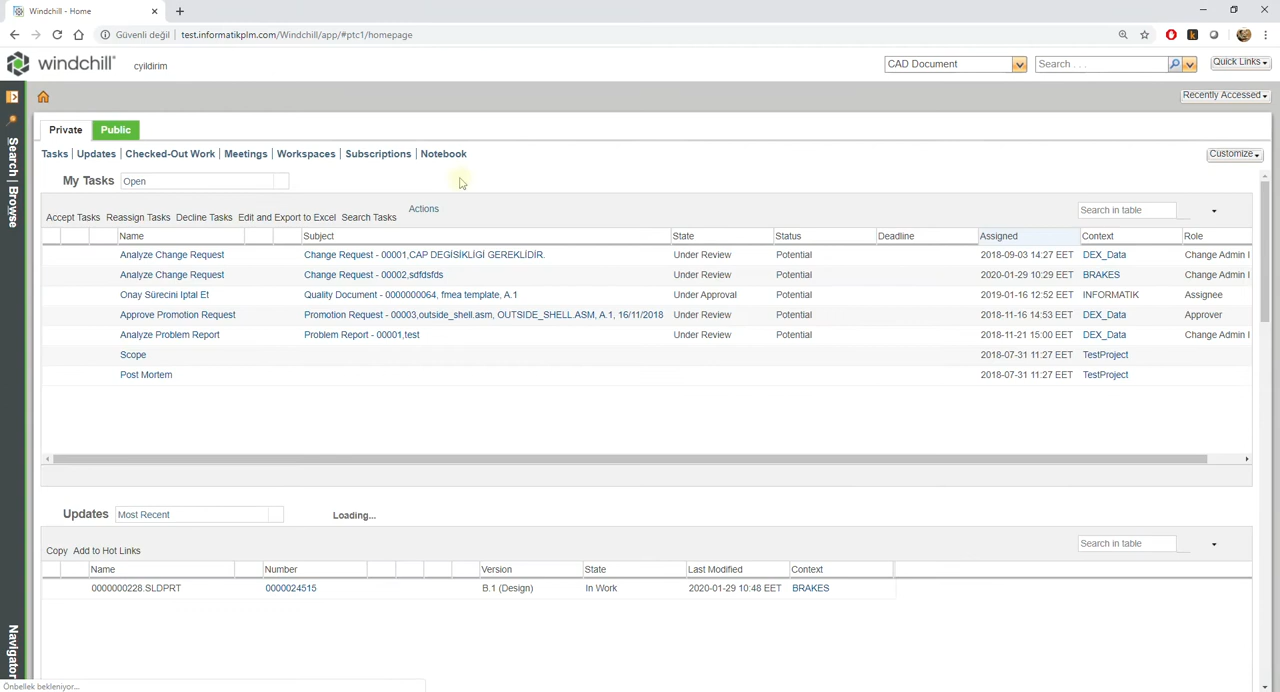 Windchill - Home
Güvenli değil | test.informatikplm.com/Windchill/app/#ptc1/homepage
windchill® cyildirim CAD Document Search . . . Quick Links
Recently Accessed
Search | Browse
Navigator
Private Public
Tasks | Updates | Checked-Out Work | Meetings | Workspaces | Subscriptions | Notebook Customize
My Tasks Open
Actions Search in table
Accept Tasks Reassign Tasks Decline Tasks Edit and Export to Excel Search Tasks
Name Subject State Status Deadline Assigned Context Role
Analyze Change Request Change Request - 00001,CAP DEGİSİKLİGİ GEREKLİDİR. Under Review Potential 2018-09-03 14:27 EET DEX_Data Change Admin I
Analyze Change Request Change Request - 00002,sdfdsfds Under Review Potential 2020-01-29 10:29 EET BRAKES Change Admin I
Onay Sürecini Iptal Et Quality Document - 0000000064, fmea template, A.1 Under Approval Potential 2019-01-16 12:52 EET INFORMATIK Assignee
Approve Promotion Request Promotion Request - 00003,outside_shell.asm, OUTSIDE_SHELL.ASM, A.1, 16/11/2018 Under Review Potential 2018-11-16 14:53 EET DEX_Data Approver
Analyze Problem Report Problem Report - 00001,test Under Review Potential 2018-11-21 15:00 EET DEX_Data Change Admin I
Scope 2018-07-31 11:27 EET TestProject
Post Mortem 2018-07-31 11:27 EET TestProject
Updates Most Recent Loading...
Search in table
Copy Add to Hot Links
Name Number Version State Last Modified Context
0000000228.SLDPRT 0000024515 B.1 (Design) In Work 2020-01-29 10:48 EET BRAKES
Önbellek bekleniyor...